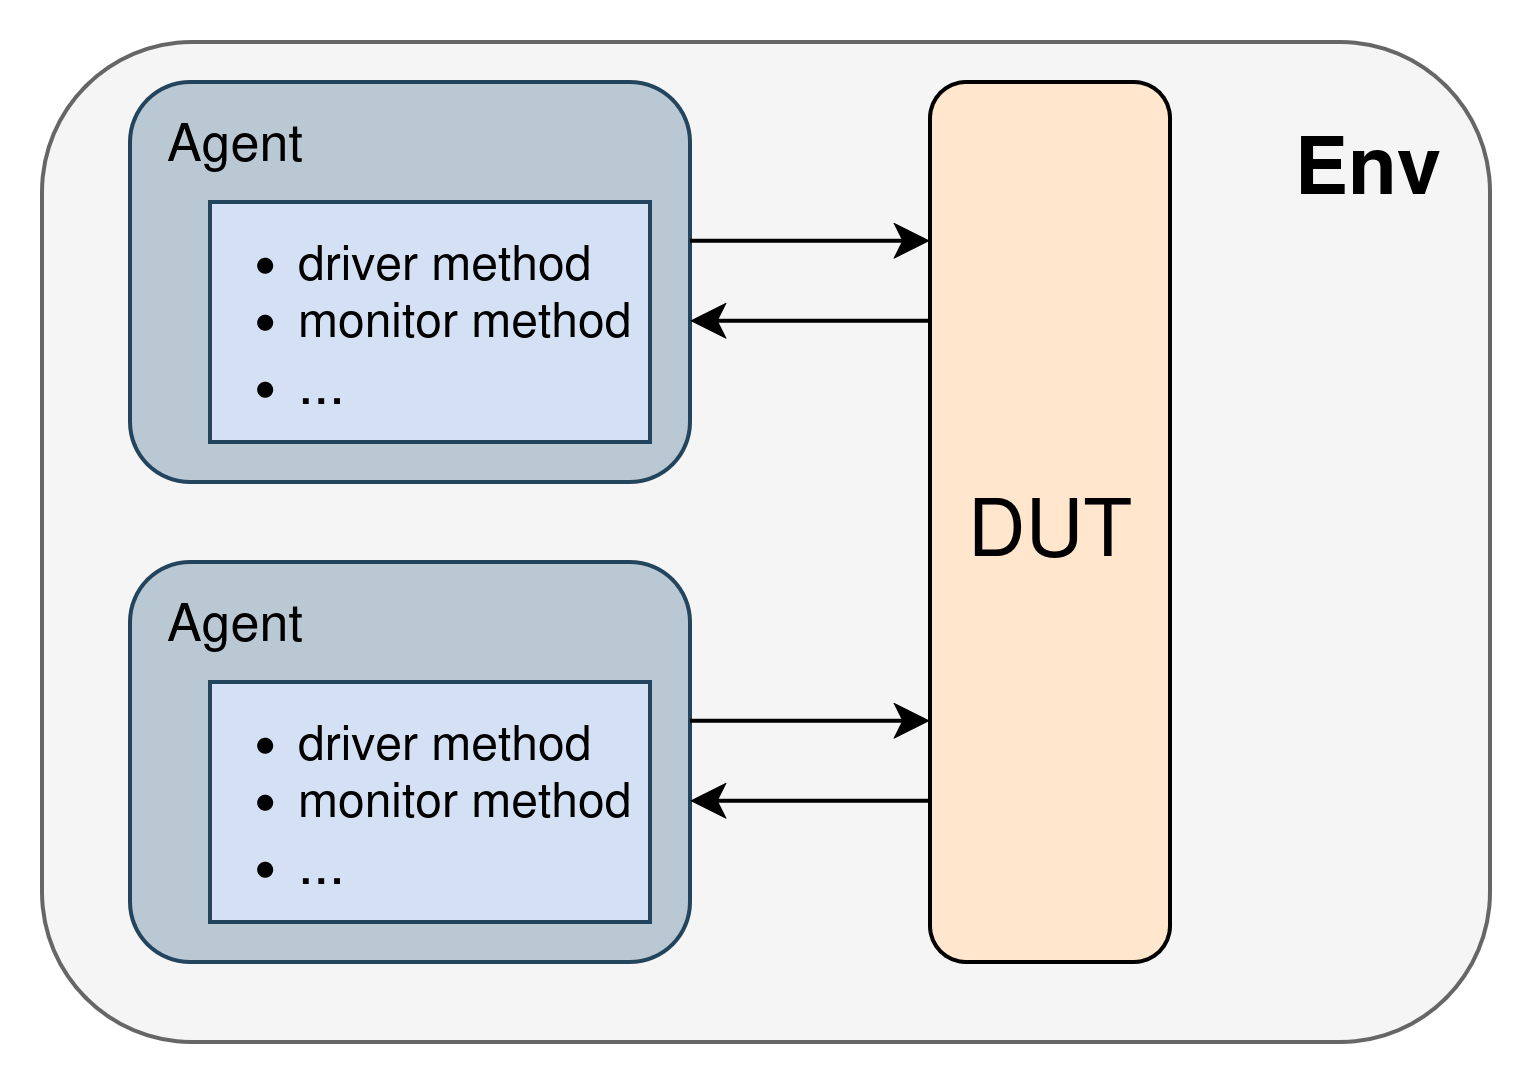 Agent
• driver method
• monitor method
• ...
Agent
• driver method
• monitor method
• ...
DUT
Env